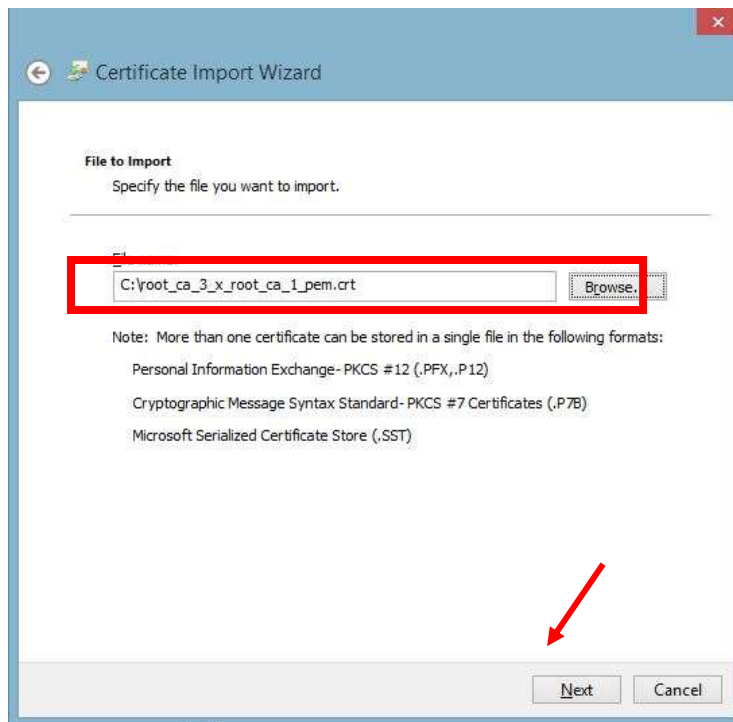 Certificate Import Wizard
File to Import
Specify the file you want to import.
C:\root_ca_3_x_root_ca_1_pem.crt
Browse...
Note: More than one certificate can be stored in a single file in the following formats:
Personal Information Exchange- PKCS #12 (.PFX,.P12)
Cryptographic Message Syntax Standard- PKCS #7 Certificates (.P7B)
Microsoft Serialized Certificate Store (.SST)
Next
Cancel